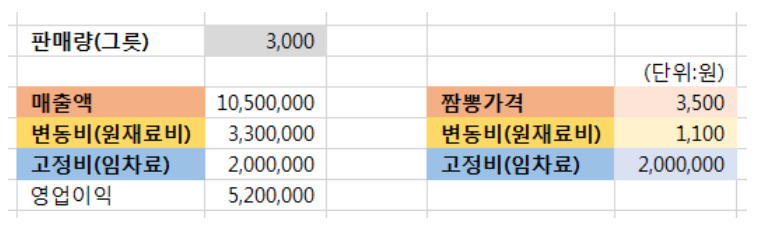 판매량(그릇) 3,000
(단위:원)
매출액 10,500,000 짬뽕가격 3,500
변동비(원재료비) 3,300,000 변동비(원재료비) 1,100
고정비(임차료) 2,000,000 고정비(임차료) 2,000,000
영업이익 5,200,000